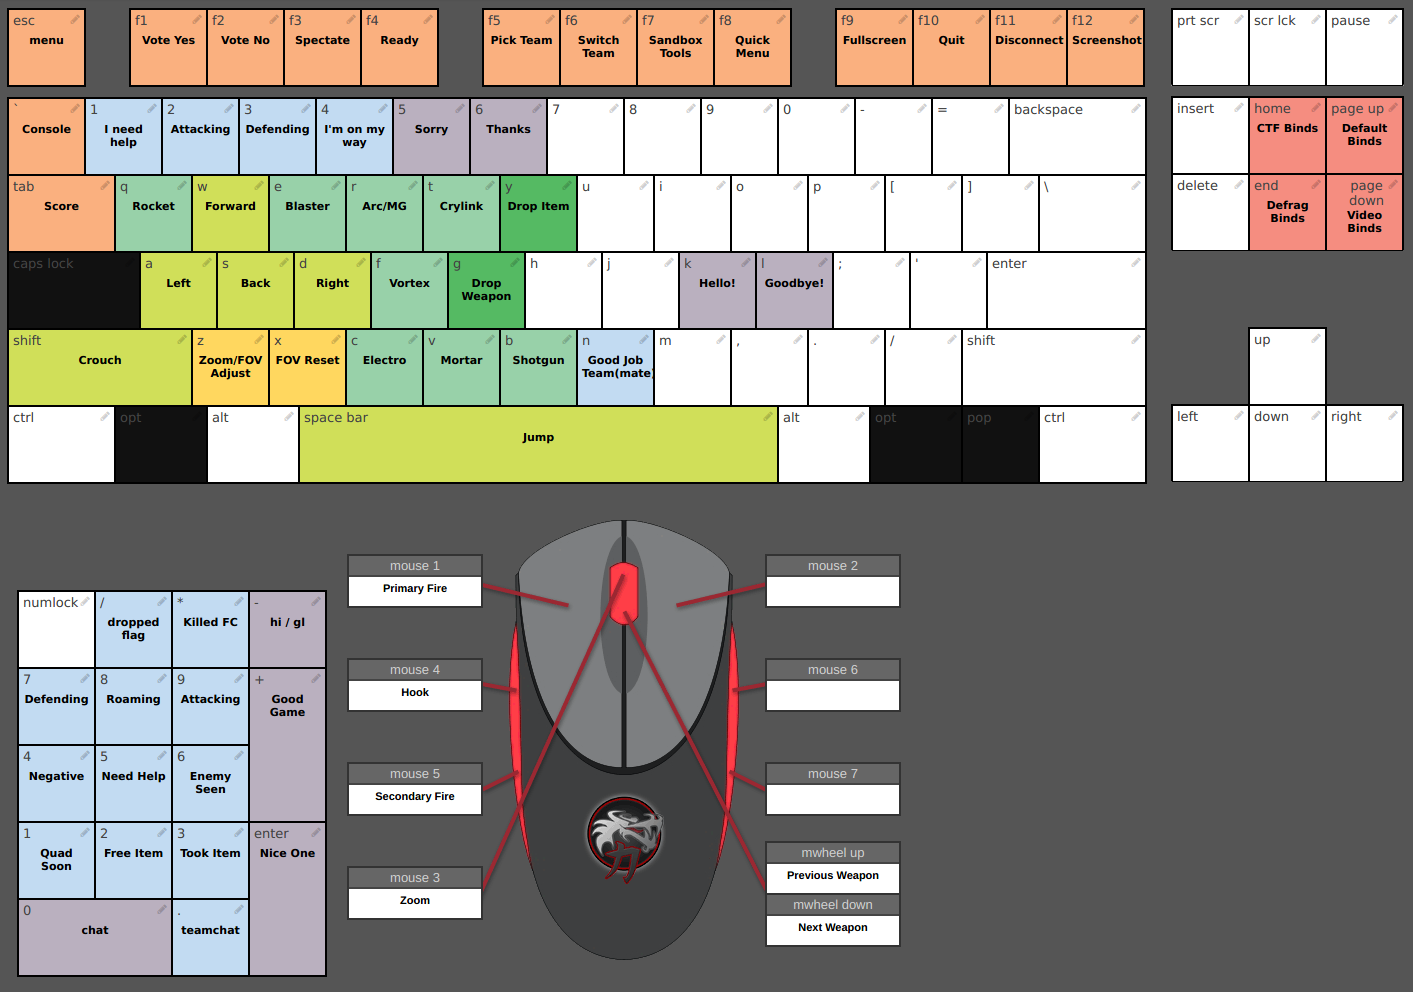 esc
menu
f1
Vote Yes
f2
Vote No
f3
Spectate
f4
Ready
f5
Pick Team
f6
Switch
Team
f7
Sandbox
Tools
f8
Quick
Menu
f9
Fullscreen
f10
Quit
f11
Disconnect
f12
Screenshot
prt scr
scr lck
pause
`
Console
1
I need
help
2
Attacking
3
Defending
4
I'm on my
way
5
Sorry
6
Thanks
7
8
9
0
-
=
backspace
insert
home
CTF Binds
page up
Default
Binds
tab
Score
q
Rocket
w
Forward
e
Blaster
r
Arc/MG
t
Crylink
y
Drop Item
u
i
o
p
[
]
\
delete
end
Defrag
Binds
page
down
Video
Binds
caps lock
a
Left
s
Back
d
Right
f
Vortex
g
Drop
Weapon
h
j
k
Hello!
l
Goodbye!
;
'
enter
shift
Crouch
z
Zoom/FOV
Adjust
x
FOV Reset
c
Electro
v
Mortar
b
Shotgun
n
Good Job
Team(mate)
m
,
.
/
shift
up
ctrl
opt
alt
space bar
Jump
alt
opt
pop
ctrl
left
down
right
numlock
/
dropped
flag
*
Killed FC
-
hi / gl
7
Defending
8
Roaming
9
Attacking
+
Good
Game
4
Negative
5
Need Help
6
Enemy
Seen
1
Quad
Soon
2
Free Item
3
Took Item
enter
Nice One
0
chat
.
teamchat
mouse 1
Primary Fire
mouse 2
mouse 4
Hook
mouse 6
mouse 5
Secondary Fire
mouse 7
mouse 3
Zoom
mwheel up
Previous Weapon
mwheel down
Next Weapon
力